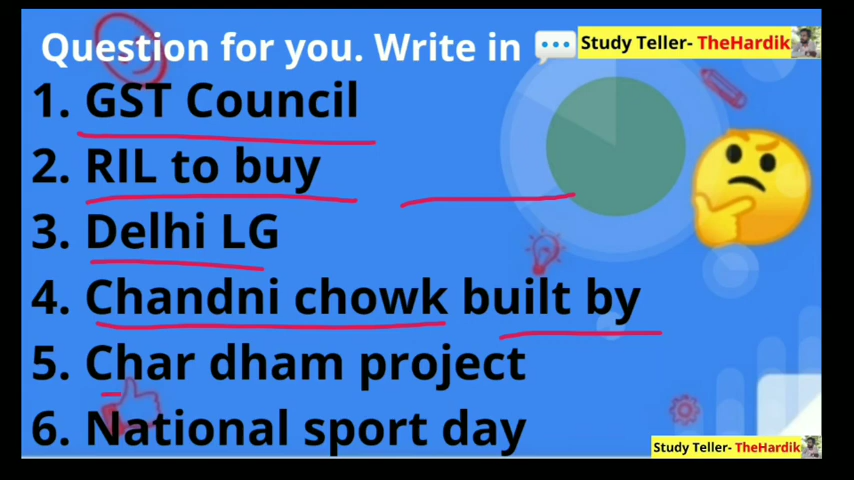 Question for you. Write in 💬 Study Teller- TheHardik
1. GST Council
2. RIL to buy
3. Delhi LG
4. Chandni chowk built by
5. Char dham project
6. National sport day
Study Teller- TheHardik